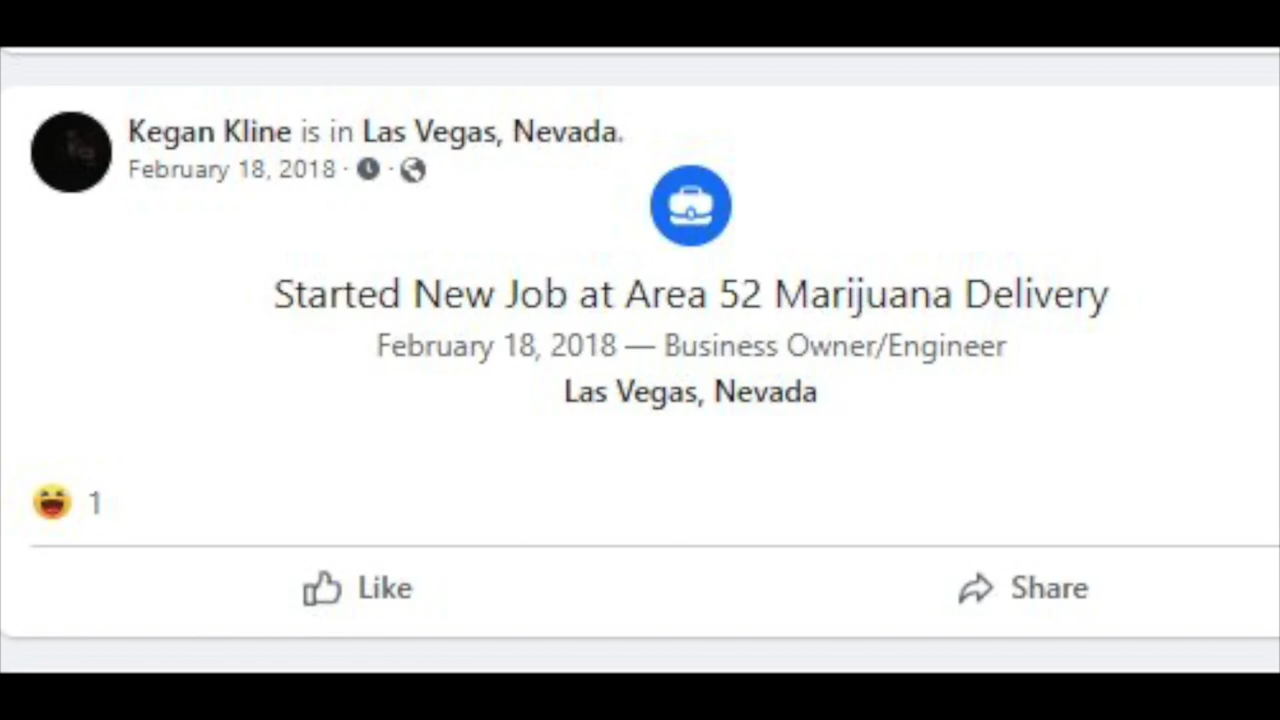 Kegan Kline is in Las Vegas, Nevada.
February 18, 2018 · ·
Started New Job at Area 52 Marijuana Delivery
February 18, 2018 — Business Owner/Engineer
Las Vegas, Nevada
1
Like
Share